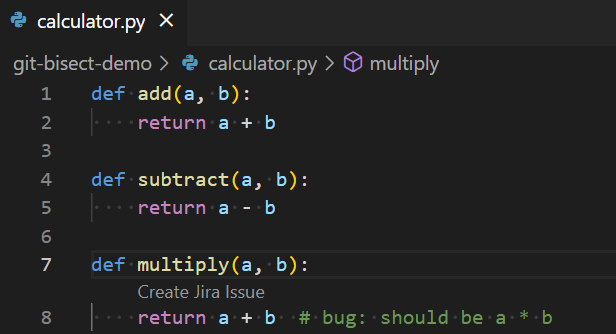 calculator.py ×
git-bisect-demo > calculator.py > multiply
1 def add(a, b):
2     return a + b
3
4 def subtract(a, b):
5     return a - b
6
7 def multiply(a, b):
Create Jira Issue
8     return a + b  # bug: should be a * b